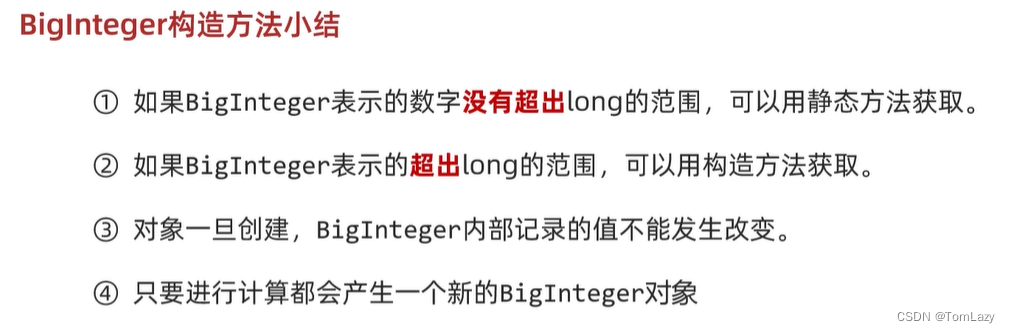 BigInteger构造方法小结
① 如果BigInteger表示的数字没有超出long的范围，可以用静态方法获取。
② 如果BigInteger表示的超出long的范围，可以用构造方法获取。
③ 对象一旦创建，BigInteger内部记录的值不能发生改变。
④ 只要进行计算都会产生一个新的BigInteger对象
CSDN @TomLazy